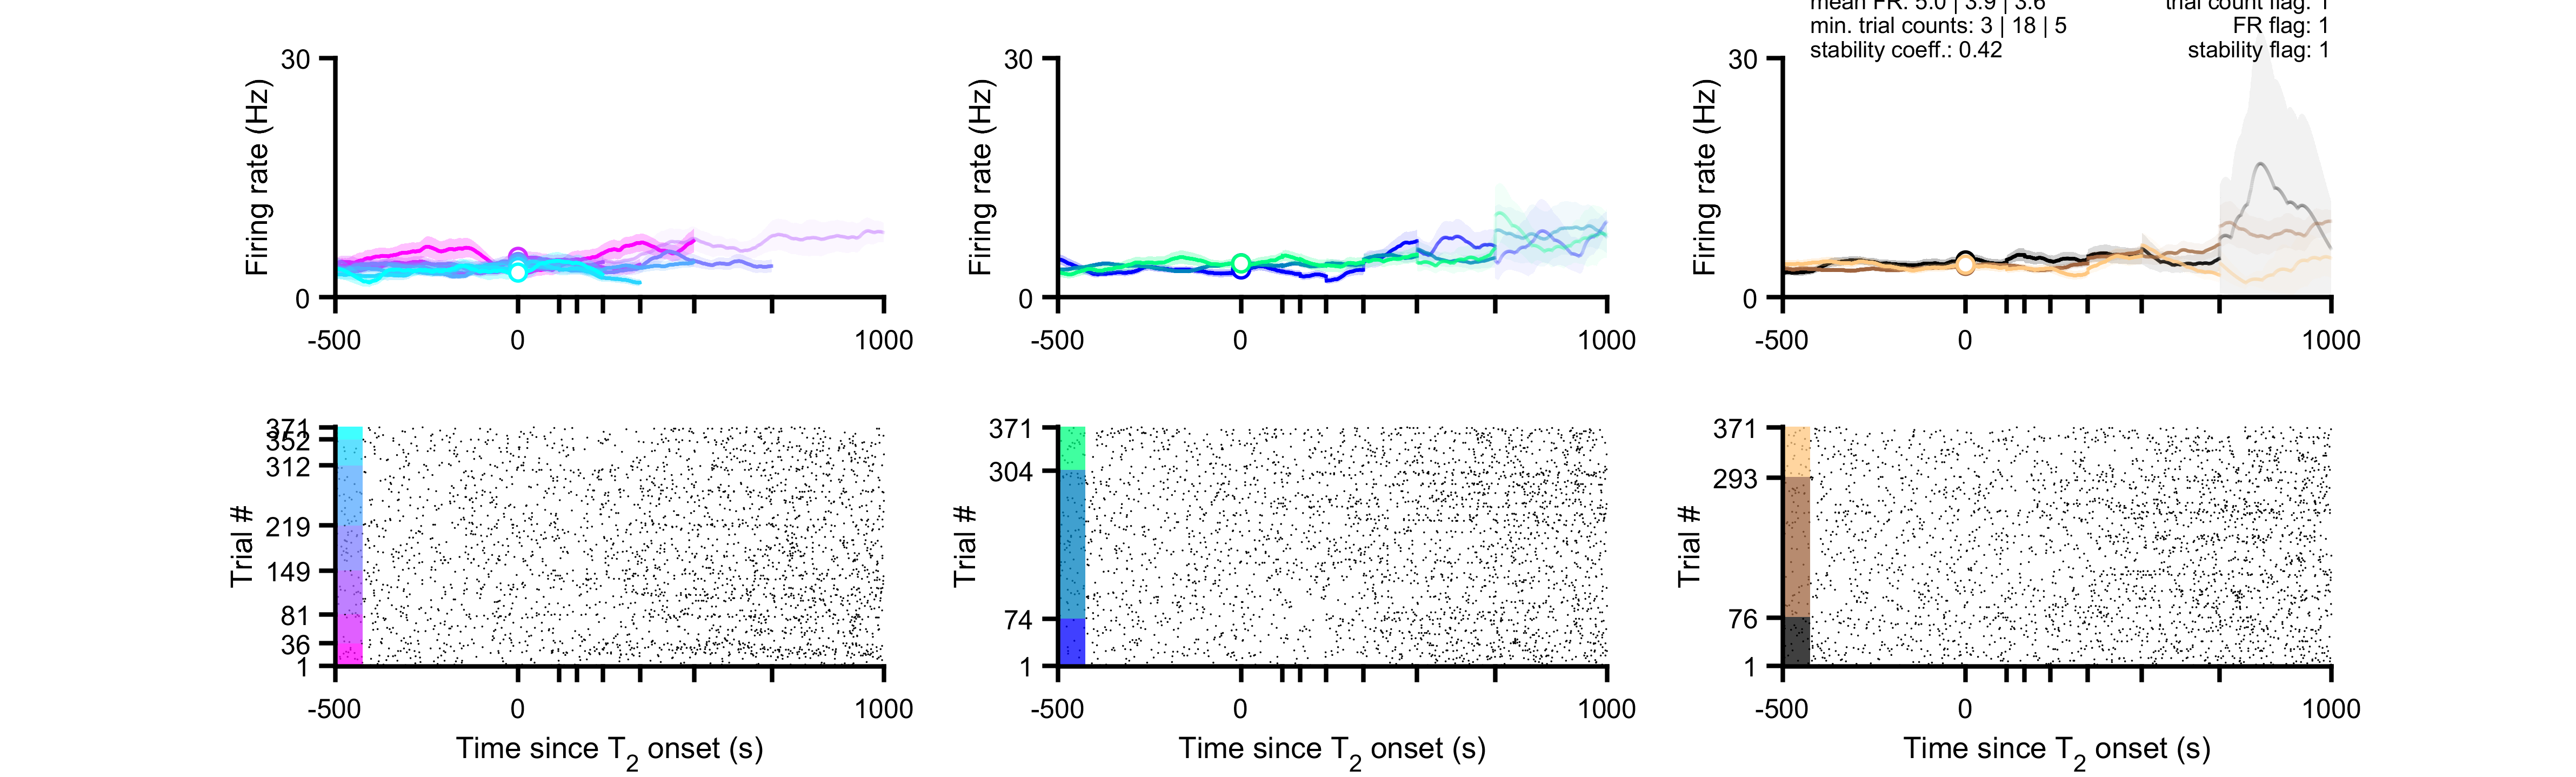 mean FR: 5.0 | 3.9 | 3.6 trial count flag: 1
min. trial counts: 3 | 18 | 5 FR flag: 1
stability coeff.: 0.42 stability flag: 1
30
Firing rate (Hz)
0
-500 0 1000
30
Firing rate (Hz)
0
-500 0 1000
30
Firing rate (Hz)
0
-500 0 1000
371
352
312
219
149
81
36
1
Trial #
-500 0 1000
Time since T2 onset (s)
371
304
74
1
Trial #
-500 0 1000
Time since T2 onset (s)
371
293
76
1
Trial #
-500 0 1000
Time since T2 onset (s)